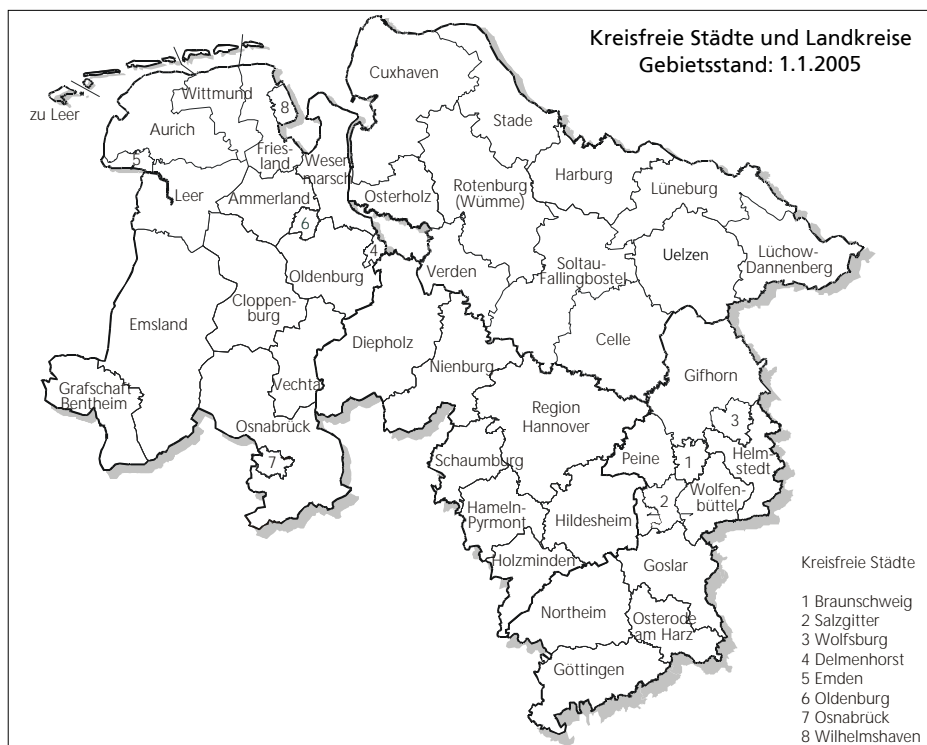 Kreisfreie Städte und Landkreise
Gebietsstand: 1.1.2005
Cuxhaven
Wittmund
8
zu Leer
Stade
Aurich
Fries-
land
Weser
marsch
5
Harburg
Lüneburg
Leer
Ammerland
Osterholz
Rotenburg
(Wümme)
6
4
Oldenburg
Verden
Soltau-
Fallingbostel
Uelzen
Lüchow-
Dannenberg
Cloppen-
burg
Emsland
Diepholz
Celle
Nienburg
Gifhorn
Grafschaft
Bentheim
Vechta
Region
Hannover
3
Osnabrück
7
Schaumburg
Peine
1
Helm-
stedt
2
Wolfen-
büttel
Hameln-
Pyrmont
Hildesheim
Holzminden
Goslar
Northeim
Osterode
am Harz
Göttingen
Kreisfreie Städte
1 Braunschweig
2 Salzgitter
3 Wolfsburg
4 Delmenhorst
5 Emden
6 Oldenburg
7 Osnabrück
8 Wilhelmshaven